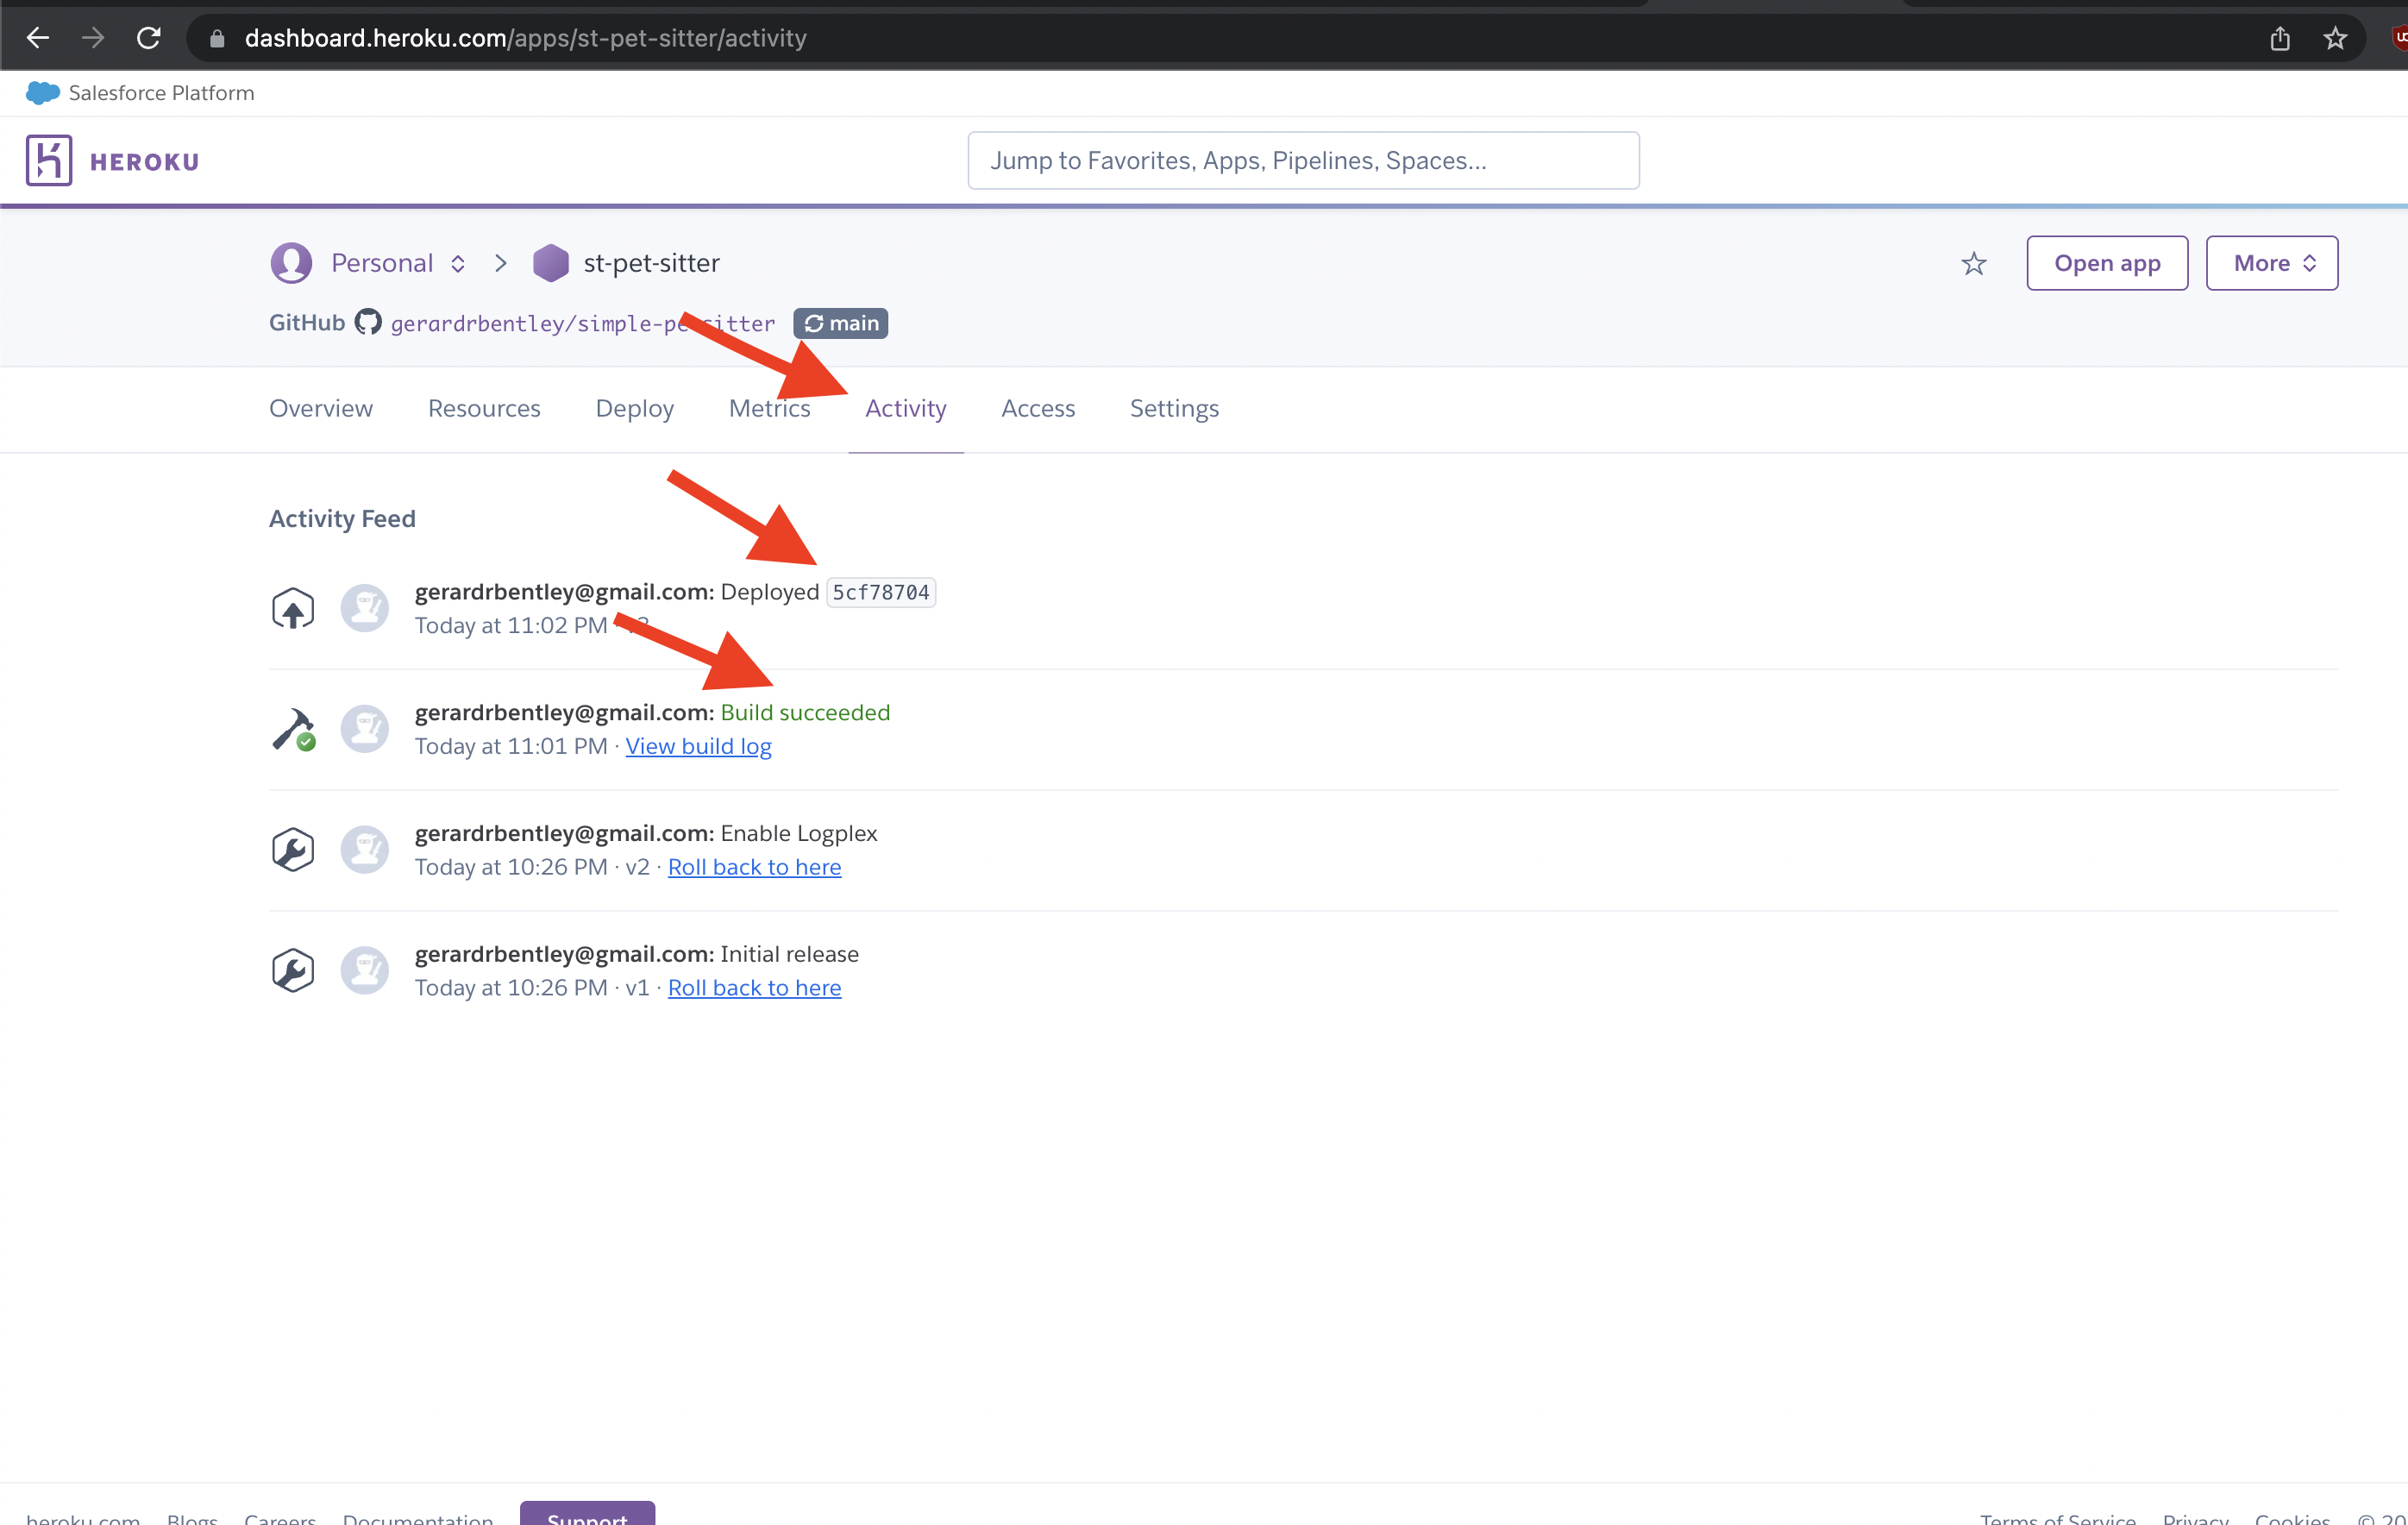 dashboard.heroku.com/apps/st-pet-sitter/activity
Salesforce Platform
HEROKU
Jump to Favorites, Apps, Pipelines, Spaces...
Personal st-pet-sitter
Open app
More
GitHub gerardrbentley/simple-pe sitter main
Overview Resources Deploy Metrics Activity Access Settings
Activity Feed
gerardrbentley@gmail.com: Deployed 5cf78704
Today at 11:02 PM
gerardrbentley@gmail.com: Build succeeded
Today at 11:01 PM · View build log
gerardrbentley@gmail.com: Enable Logplex
Today at 10:26 PM · v2 · Roll back to here
gerardrbentley@gmail.com: Initial release
Today at 10:26 PM · v1 · Roll back to here
heroku.com Blogs Careers Documentation Support
Terms of Service Privacy Cookies © 20